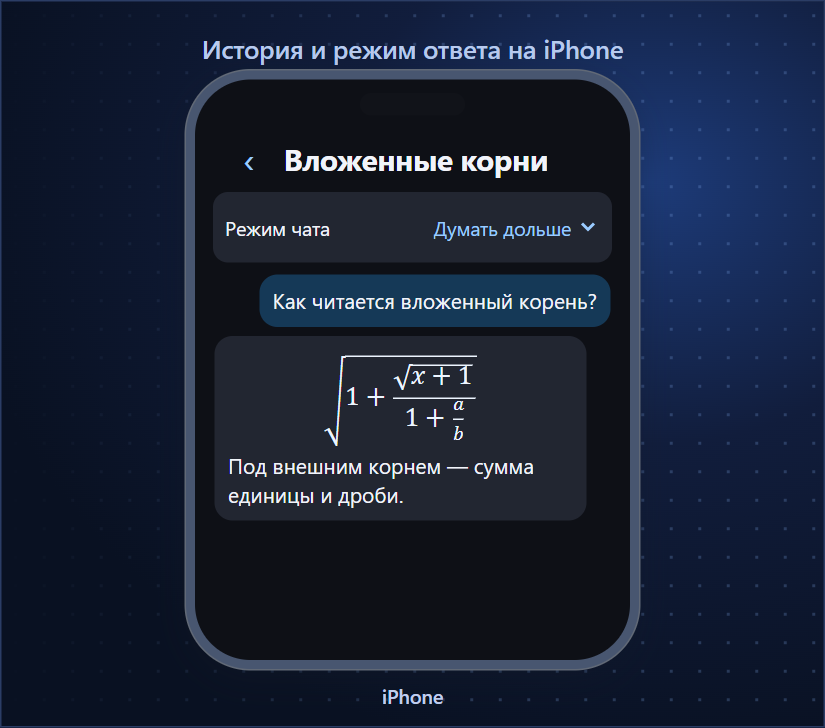 История и режим ответа на iPhone
‹ Вложенные корни
Режим чата Думать дольше
Как читается вложенный корень?
√(1 + √(x + 1)/(1 + a/b))
Под внешним корнем — сумма
единицы и дроби.
iPhone